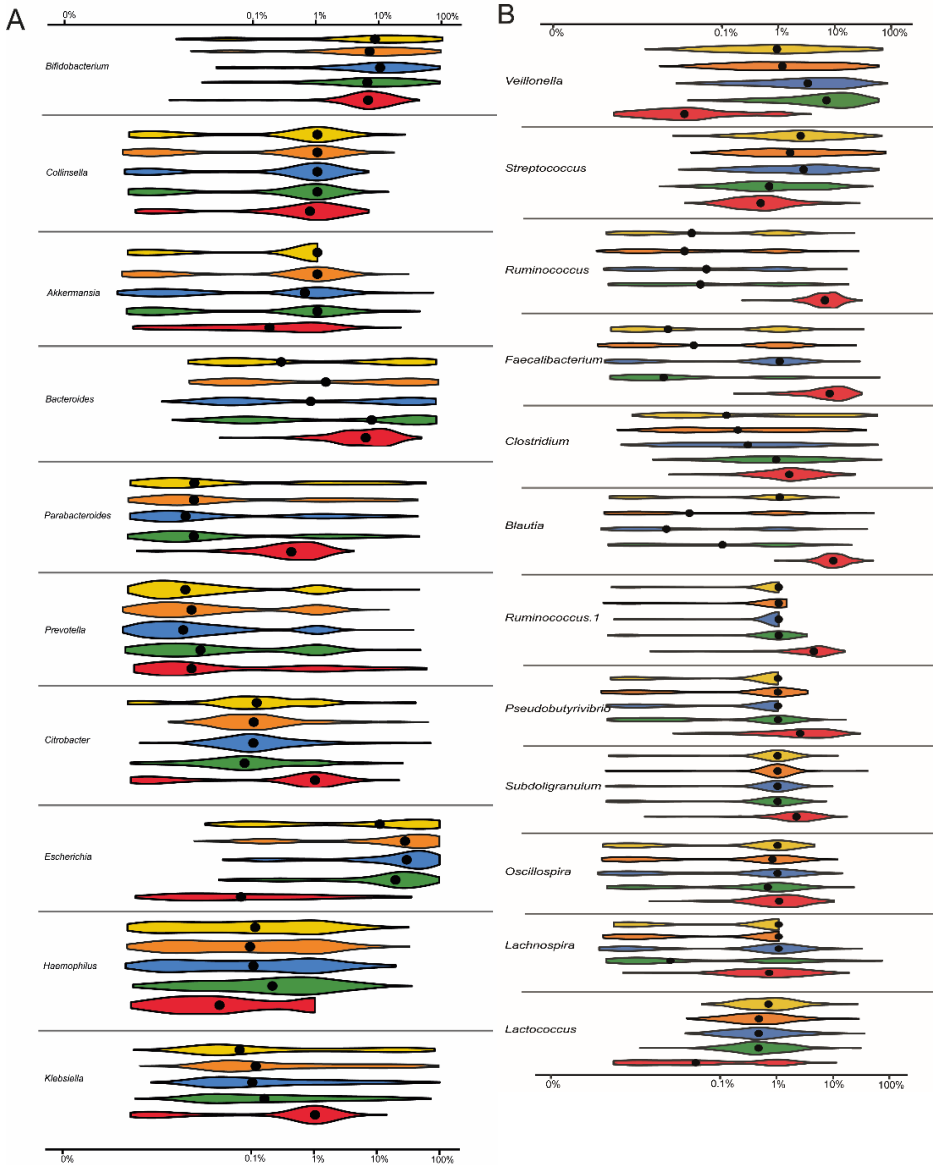 A
0%
0,1%
1%
10%
100%
Bifidobacterium
Collinsella
Akkermansia
Bacteroides
Parabacteroides
Prevotella
Citrobacter
Escherichia
Haemophilus
Klebsiella
0%
0.1%
1%
10%
100%
B
0%
0.1%
1%
10%
100%
Veillonella
Streptococcus
Ruminococcus
Faecalibacterium
Clostridium
Blautia
Ruminococcus.1
Pseudobutyrivibrio
Subdoligranulum
Oscillospira
Lachnospira
Lactococcus
0%
0.1%
1%
10%
100%